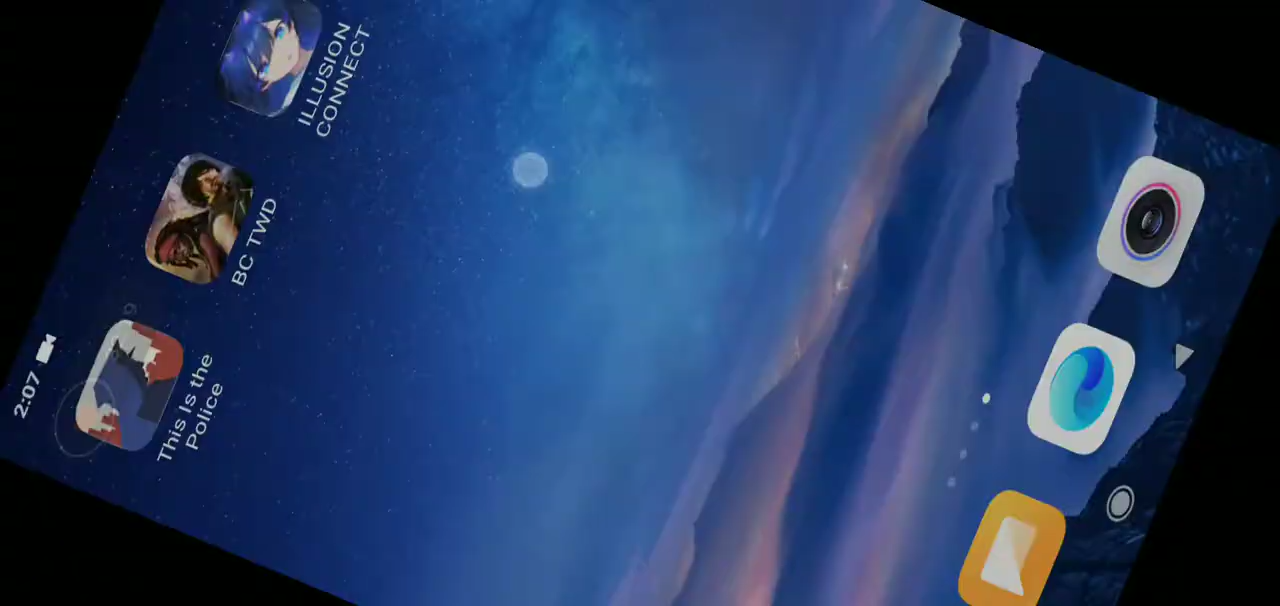 2:07
This Is the
Police
BC TWD
ILLUSION
CONNECT